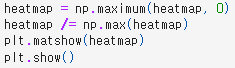 heatmap = np.maximum(heatmap, 0)
heatmap /= np.max(heatmap)
plt.matshow(heatmap)
plt.show()